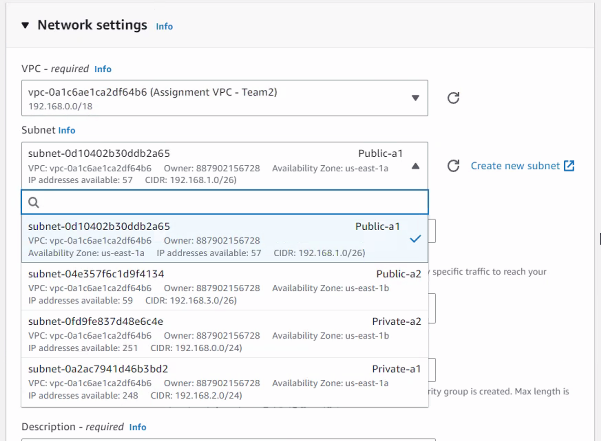 Network settings Info
VPC - required Info
vpc-0a1c6ae1ca2df64b6 (Assignment VPC - Team2)
192.168.0.0/18
Subnet Info
subnet-0d10402b30ddb2a65 Public-a1
VPC: vpc-0a1c6ae1ca2df64b6 Owner: 887902156728 Availability Zone: us-east-1a
IP addresses available: 57 CIDR: 192.168.1.0/26)
Create new subnet
subnet-0d10402b30ddb2a65 Public-a1
VPC: vpc-0a1c6ae1ca2df64b6 Owner: 887902156728
Availability Zone: us-east-1a IP addresses available: 57 CIDR: 192.168.1.0/26)
subnet-04e357f6c1d9f4134 Public-a2
VPC: vpc-0a1c6ae1ca2df64b6 Owner: 887902156728 Availability Zone: us-east-1b
IP addresses available: 59 CIDR: 192.168.3.0/26)
specific traffic to reach your
subnet-0fd9fe837d48e6c4e Private-a2
VPC: vpc-0a1c6ae1ca2df64b6 Owner: 887902156728 Availability Zone: us-east-1b
IP addresses available: 251 CIDR: 192.168.0.0/24)
subnet-0a2ac7941d46b3bd2 Private-a1
VPC: vpc-0a1c6ae1ca2df64b6 Owner: 887902156728 Availability Zone: us-east-1a
IP addresses available: 248 CIDR: 192.168.2.0/24)
rity group is created. Max length is
Description - required Info